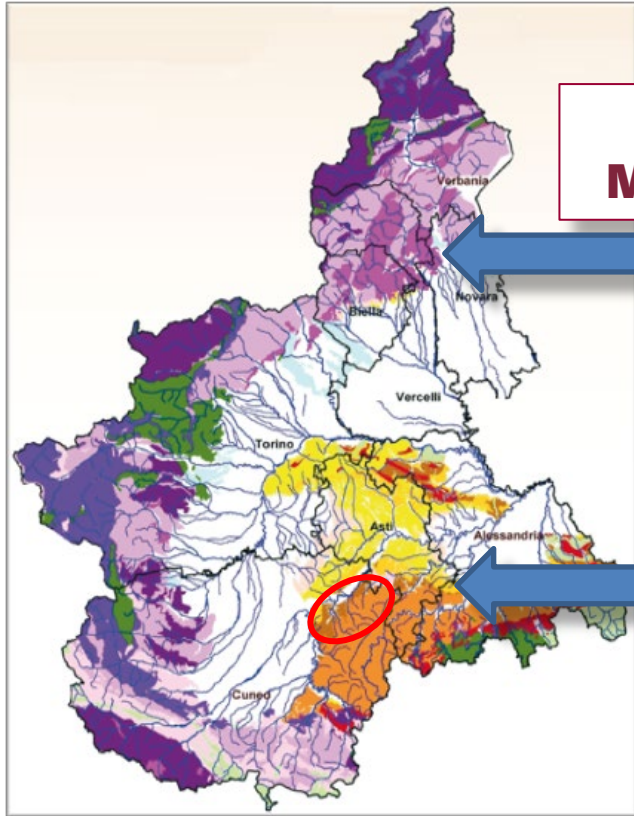 Verbania
M
Novara
Biella
Vercelli
Torino
Asti
Alessandria
Cuneo